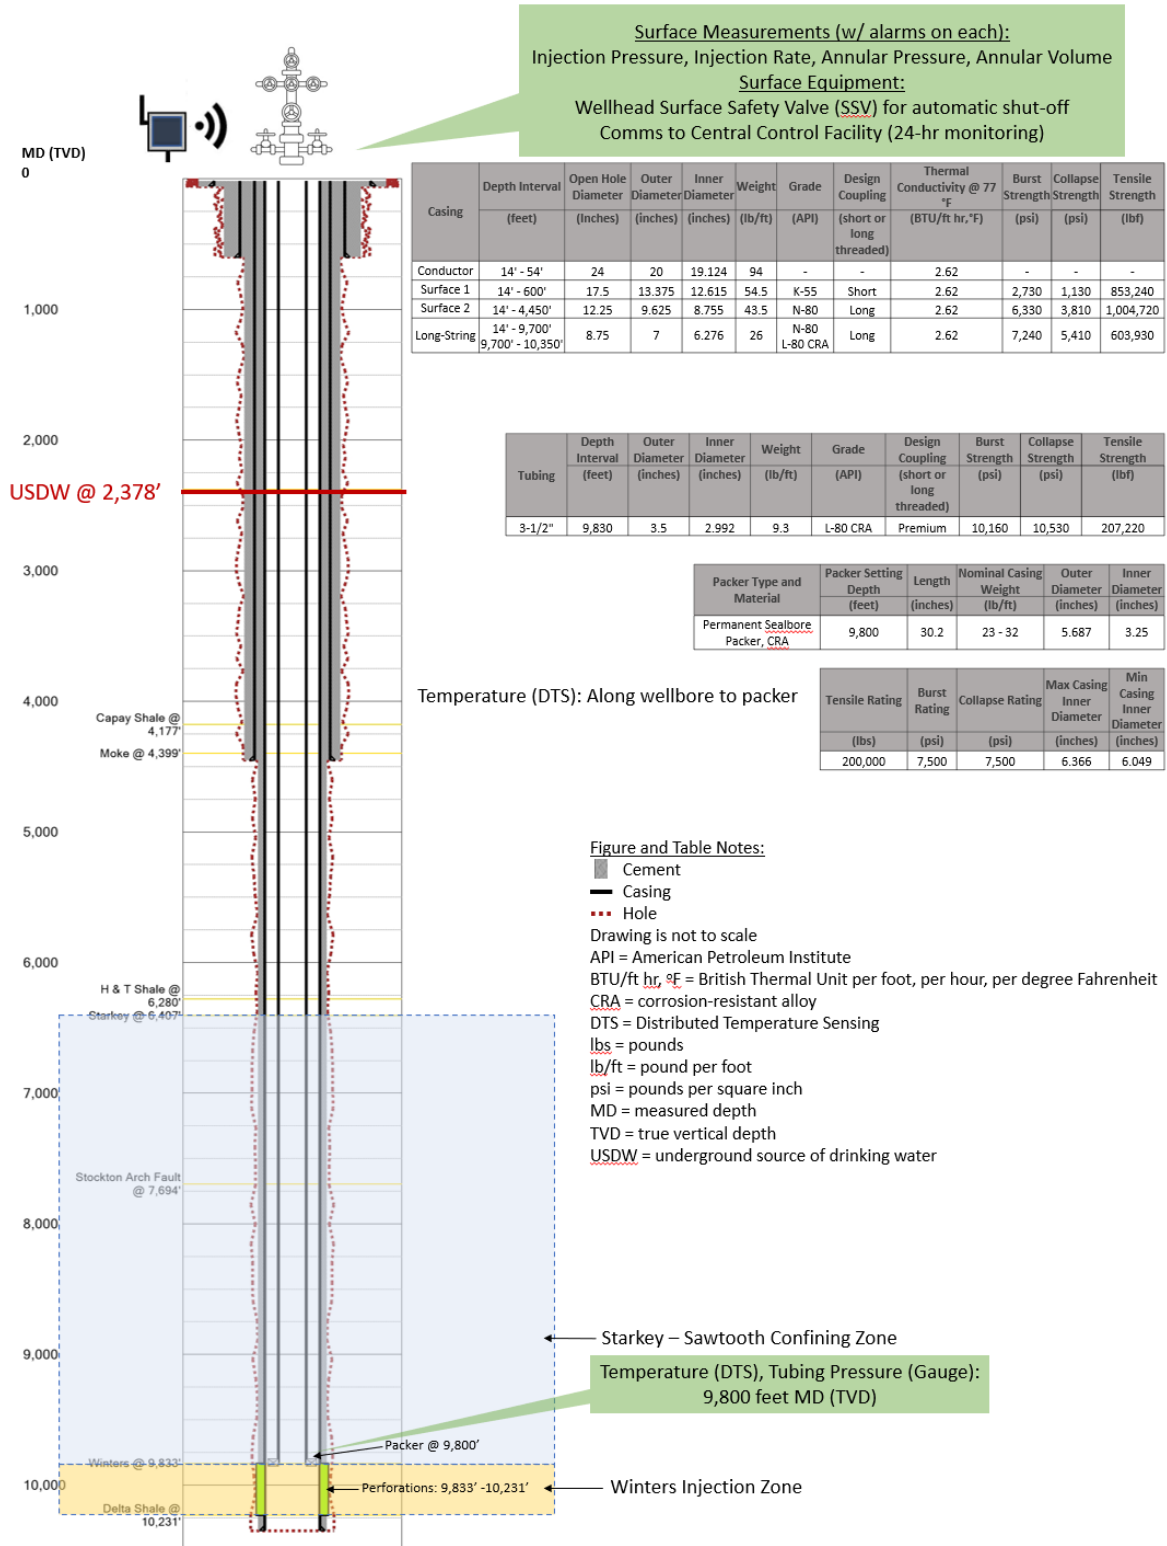 Surface Measurements (w/ alarms on each):
Injection Pressure, Injection Rate, Annular Pressure, Annular Volume
Surface Equipment:
Wellhead Surface Safety Valve (SSV) for automatic shut-off
Comms to Central Control Facility (24-hr monitoring)
MD (TVD)
0
Casing Depth Interval Open Hole Diameter Outer Diameter Inner Diameter Weight Grade Design Coupling Thermal Conductivity @ 77 °F Burst Strength Collapse Strength Tensile Strength
(feet) (Inches) (inches) (inches) (lb/ft) (API) (short or long threaded) (BTU/ft hr,°F) (psi) (psi) (lbf)
Conductor 14' - 54' 24 20 19.124 94 - - 2.62 - - -
Surface 1 14' - 600' 17.5 13.375 12.615 54.5 K-55 Short 2.62 2,730 1,130 853,240
Surface 2 14' - 4,450' 12.25 9.625 8.755 43.5 N-80 Long 2.62 6,330 3,810 1,004,720
Long-String 14' - 9,700' 9,700' - 10,350' 8.75 7 6.276 26 N-80 L-80 CRA Long 2.62 7,240 5,410 603,930
1,000
2,000
USDW @ 2,378’
3,000
Tubing Depth Interval Outer Diameter Inner Diameter Weight Grade Design Coupling Burst Strength Collapse Strength Tensile Strength
(feet) (inches) (inches) (lb/ft) (API) (short or long threaded) (psi) (psi) (lbf)
3-1/2" 9,830 3.5 2.992 9.3 L-80 CRA Premium 10,160 10,530 207,220
Packer Type and Material Packer Setting Depth Length Nominal Casing Weight Outer Diameter Inner Diameter
(feet) (inches) (lb/ft) (inches) (inches)
Permanent Sealbore Packer, CRA 9,800 30.2 23 - 32 5.687 3.25
Temperature (DTS): Along wellbore to packer
Tensile Rating Burst Rating Collapse Rating Max Casing Inner Diameter Min Casing Inner Diameter
(lbs) (psi) (psi) (inches) (inches)
200,000 7,500 7,500 6.366 6.049
4,000
Capay Shale @
4,177'
Moke @ 4,399'
5,000
6,000
H & T Shale @
6,280'
Starkey @ 6,407'
7,000
Stockton Arch Fault
@ 7,694'
8,000
9,000
Winters @ 9,833'
10,000
Delta Shale @
10,231'
Figure and Table Notes:
Cement
Casing
Hole
Drawing is not to scale
API = American Petroleum Institute
BTU/ft hr, °F = British Thermal Unit per foot, per hour, per degree Fahrenheit
CRA = corrosion-resistant alloy
DTS = Distributed Temperature Sensing
lbs = pounds
lb/ft = pound per foot
psi = pounds per square inch
MD = measured depth
TVD = true vertical depth
USDW = underground source of drinking water
Starkey – Sawtooth Confining Zone
Temperature (DTS), Tubing Pressure (Gauge):
9,800 feet MD (TVD)
Packer @ 9,800’
Perforations: 9,833’ -10,231’
Winters Injection Zone